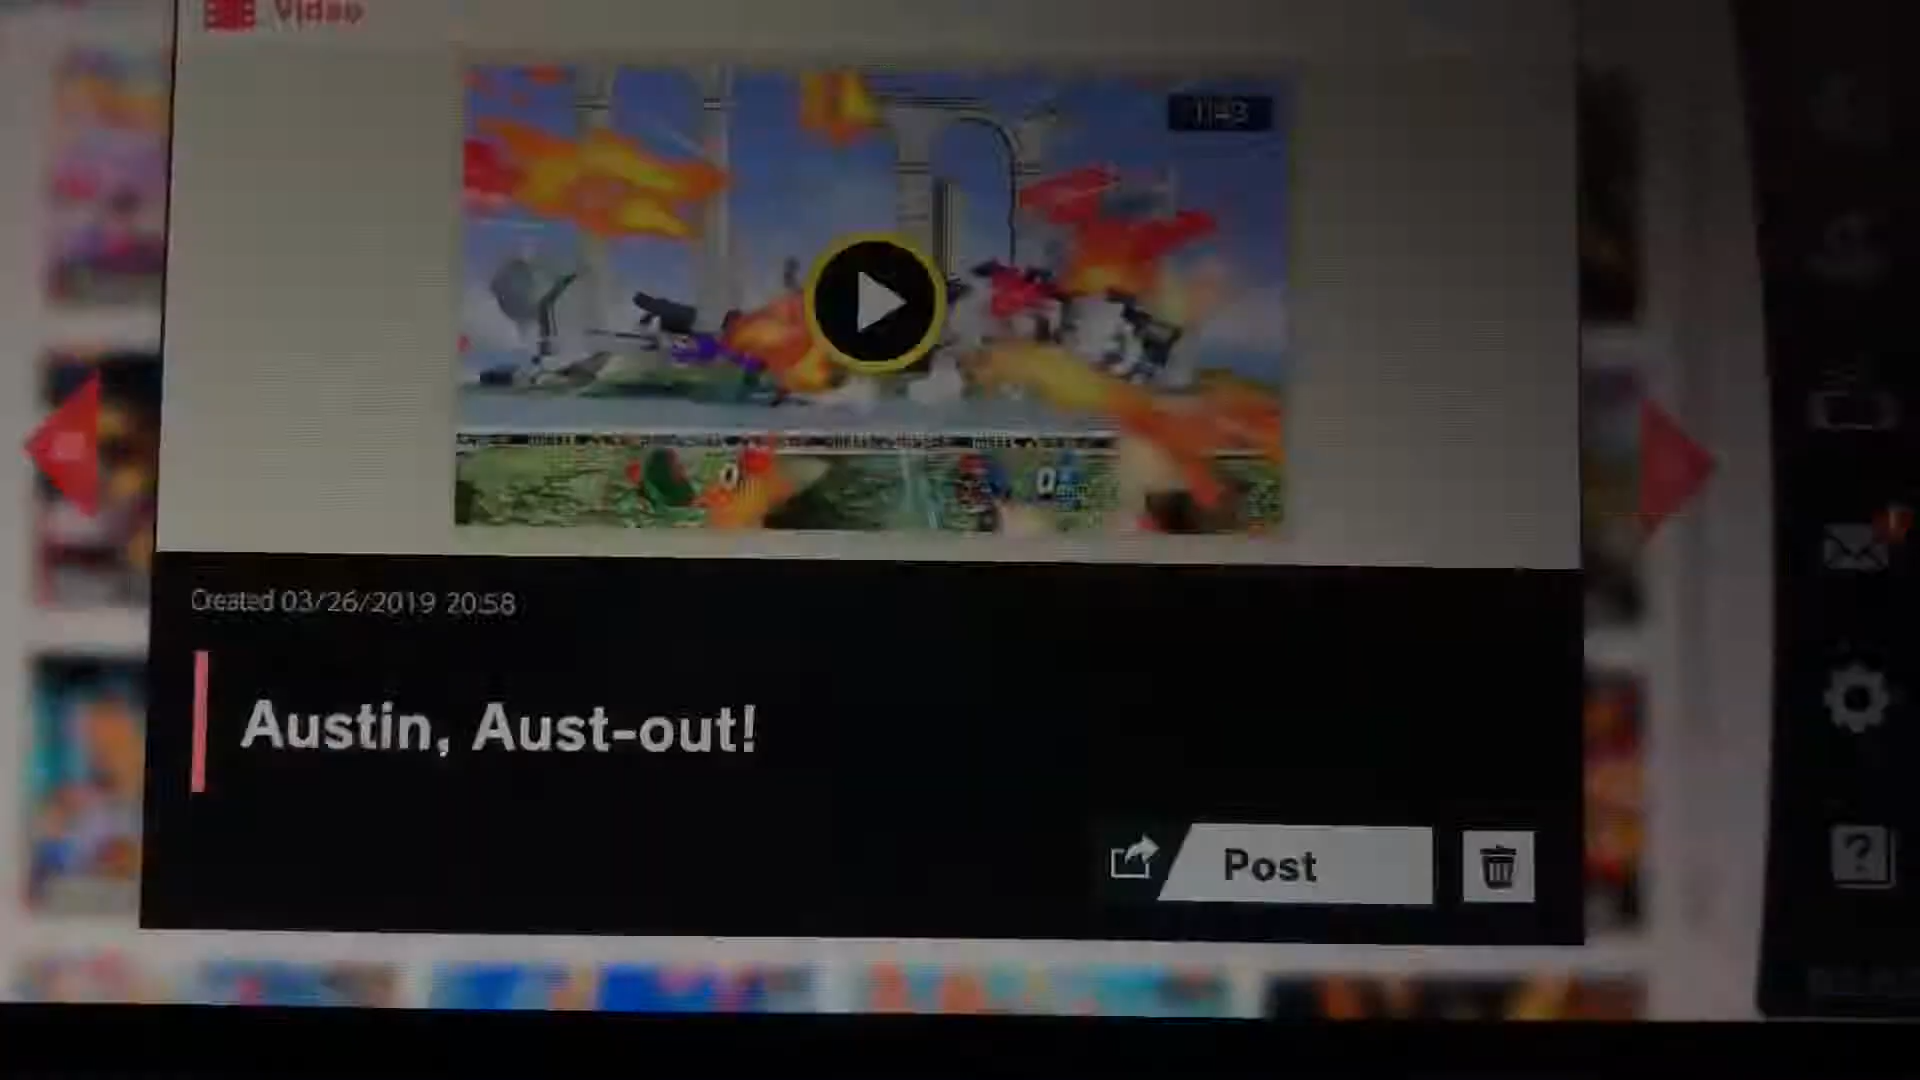 Video
1:43
Created 03/26/2019 20:58
Austin, Aust-out!
Post
?